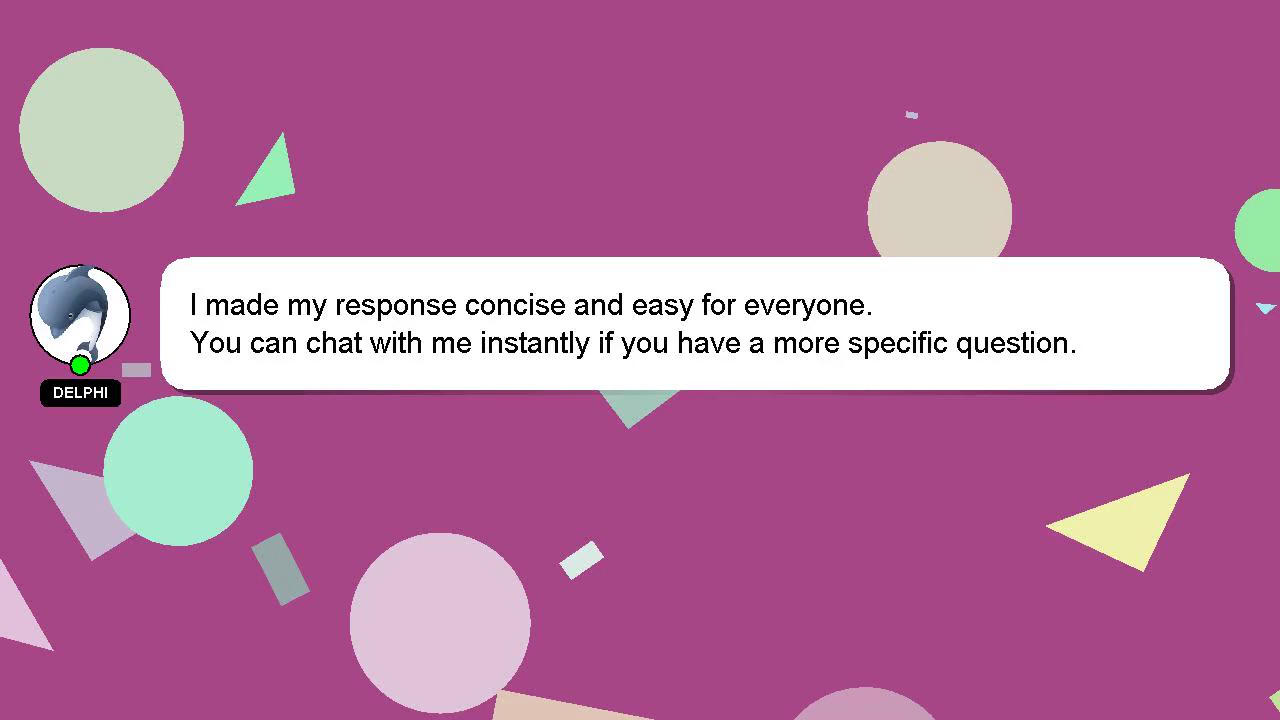 I made my response concise and easy for everyone.
You can chat with me instantly if you have a more specific question.
DELPHI